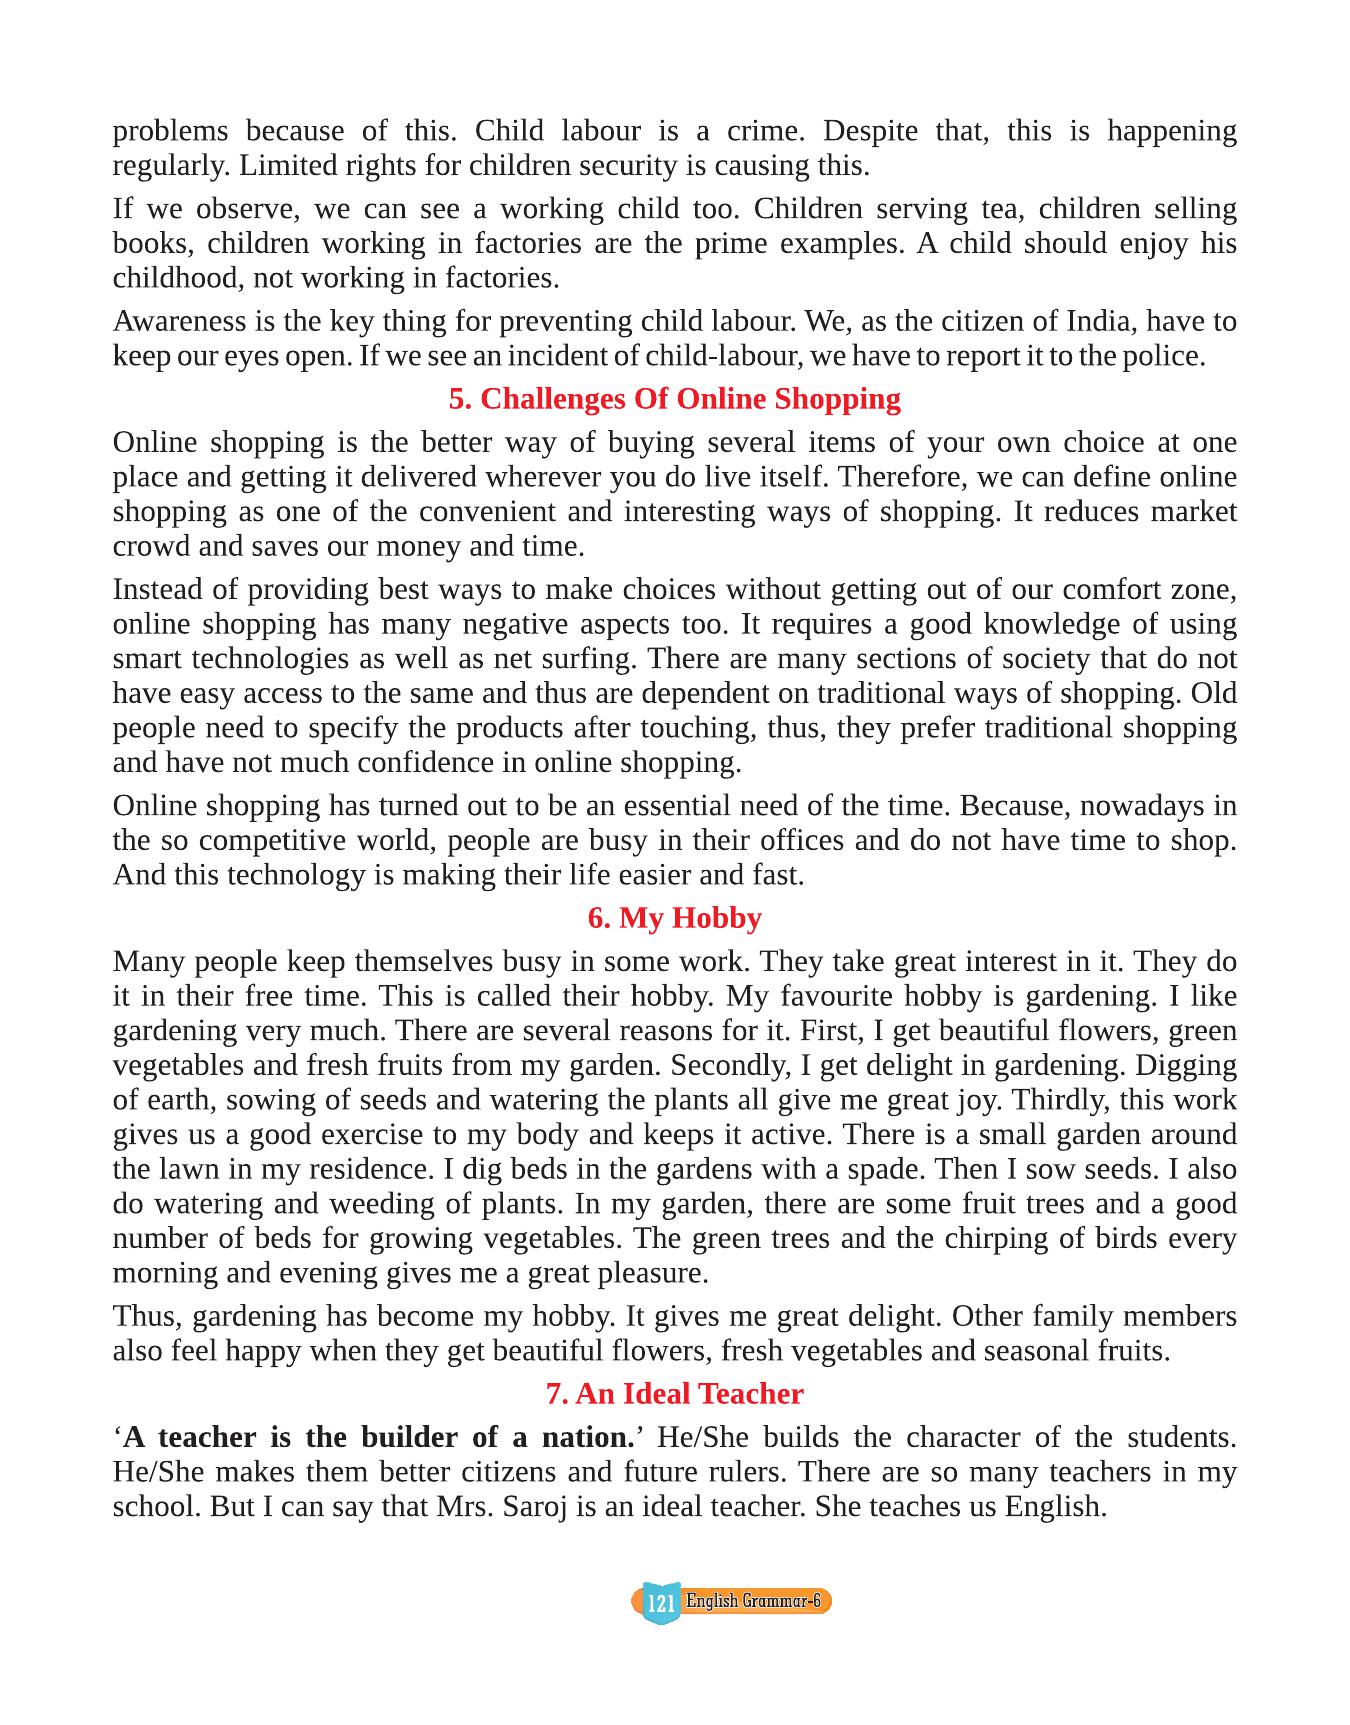 problems because of this. Child labour is a crime. Despite that, this is happening
regularly. Limited rights for children security is causing this.
If we observe, we can see a working child too. Children serving tea, children selling
books, children working in factories are the prime examples. A child should enjoy his
childhood, not working in factories.
Awareness is the key thing for preventing child labour. We, as the citizen of India, have to
keep our eyes open. If we see an incident of child-labour, we have to report it to the police.
5. Challenges Of Online Shopping
Online shopping is the better way of buying several items of your own choice at one
place and getting it delivered wherever you do live itself. Therefore, we can define online
shopping as one of the convenient and interesting ways of shopping. It reduces market
crowd and saves our money and time.
Instead of providing best ways to make choices without getting out of our comfort zone,
online shopping has many negative aspects too. It requires a good knowledge of using
smart technologies as well as net surfing. There are many sections of society that do not
have easy access to the same and thus are dependent on traditional ways of shopping. Old
people need to specify the products after touching, thus, they prefer traditional shopping
and have not much confidence in online shopping.
Online shopping has turned out to be an essential need of the time. Because, nowadays in
the so competitive world, people are busy in their offices and do not have time to shop.
And this technology is making their life easier and fast.
6. My Hobby
Many people keep themselves busy in some work. They take great interest in it. They do
it in their free time. This is called their hobby. My favourite hobby is gardening. I like
gardening very much. There are several reasons for it. First, I get beautiful flowers, green
vegetables and fresh fruits from my garden. Secondly, I get delight in gardening. Digging
of earth, sowing of seeds and watering the plants all give me great joy. Thirdly, this work
gives us a good exercise to my body and keeps it active. There is a small garden around
the lawn in my residence. I dig beds in the gardens with a spade. Then I sow seeds. I also
do watering and weeding of plants. In my garden, there are some fruit trees and a good
number of beds for growing vegetables. The green trees and the chirping of birds every
morning and evening gives me a great pleasure.
Thus, gardening has become my hobby. It gives me great delight. Other family members
also feel happy when they get beautiful flowers, fresh vegetables and seasonal fruits.
7. An Ideal Teacher
‘A teacher is the builder of a nation.’ He/She builds the character of the students.
He/She makes them better citizens and future rulers. There are so many teachers in my
school. But I can say that Mrs. Saroj is an ideal teacher. She teaches us English.
121 English Grammar-6